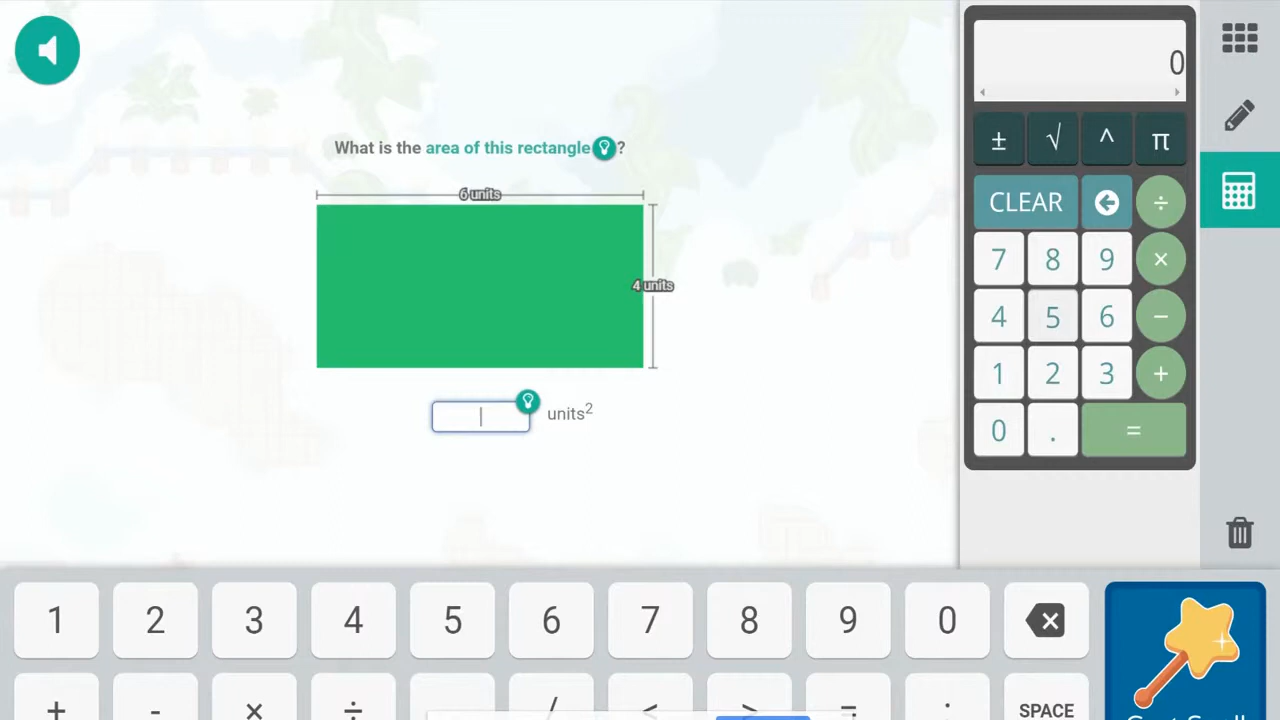 What is the area of this rectangle ?
6 units
4 units
units²
0
± √ ^ π
CLEAR ÷
7 8 9 ×
4 5 6 −
1 2 3 +
0 . =
1 2 3 4 5 6 7 8 9 0
+ - × ÷ / < > = : SPACE